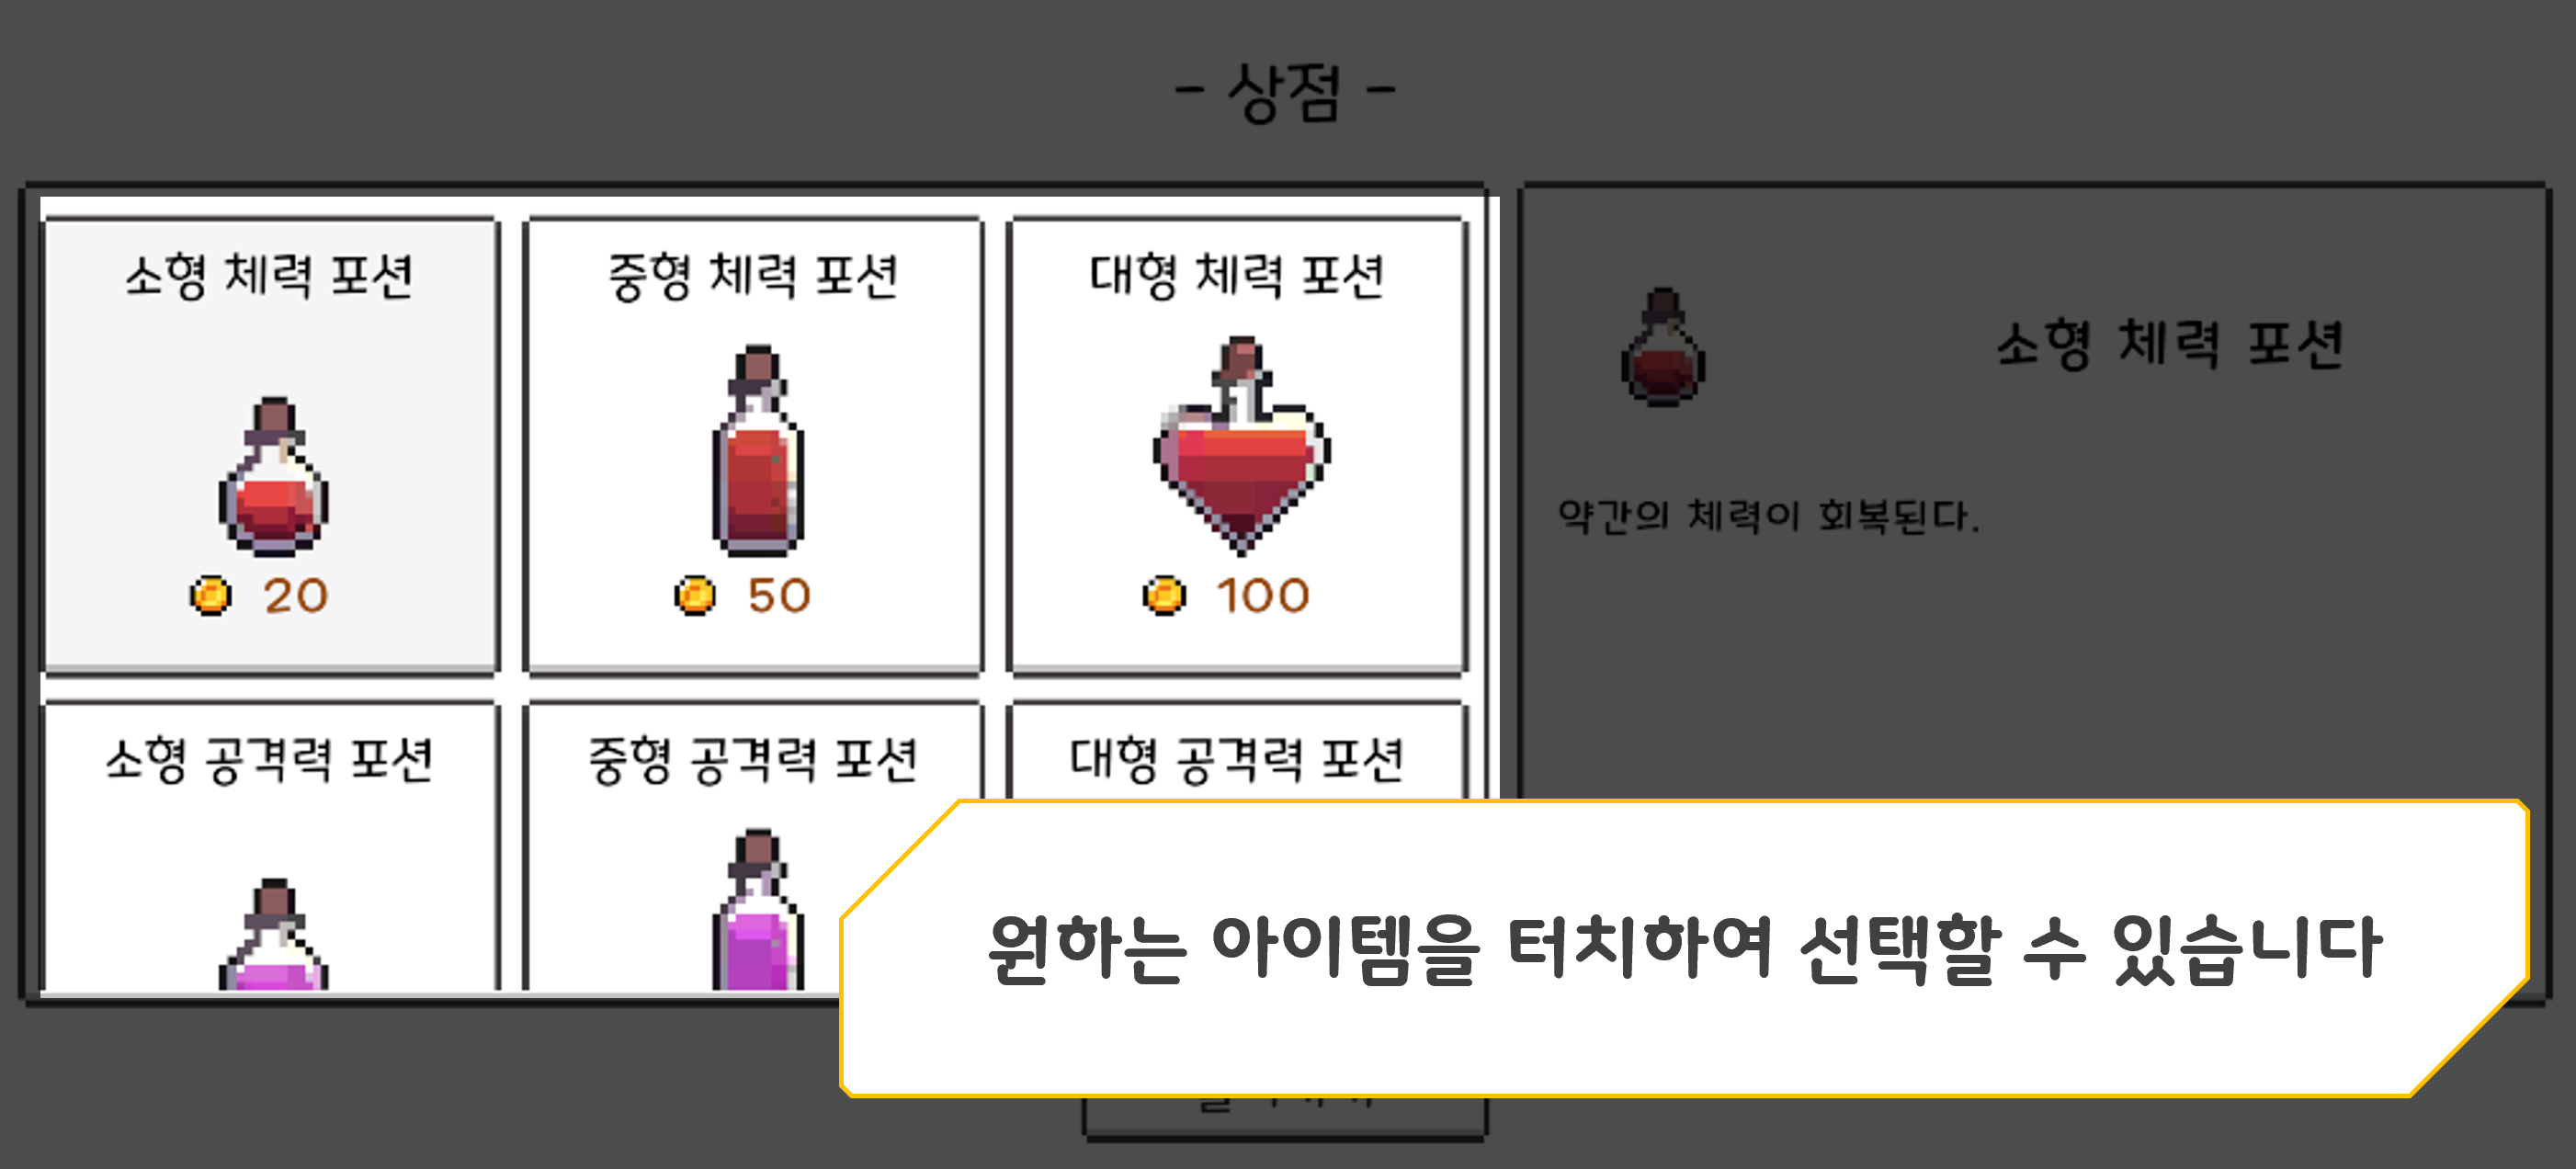 - 상점 -
소형 체력 포션
중형 체력 포션
대형 체력 포션
20
50
100
소형 체력 포션
약간의 체력이 회복된다.
소형 공격력 포션
중형 공격력 포션
대형 공격력 포션
원하는 아이템을 터치하여 선택할 수 있습니다